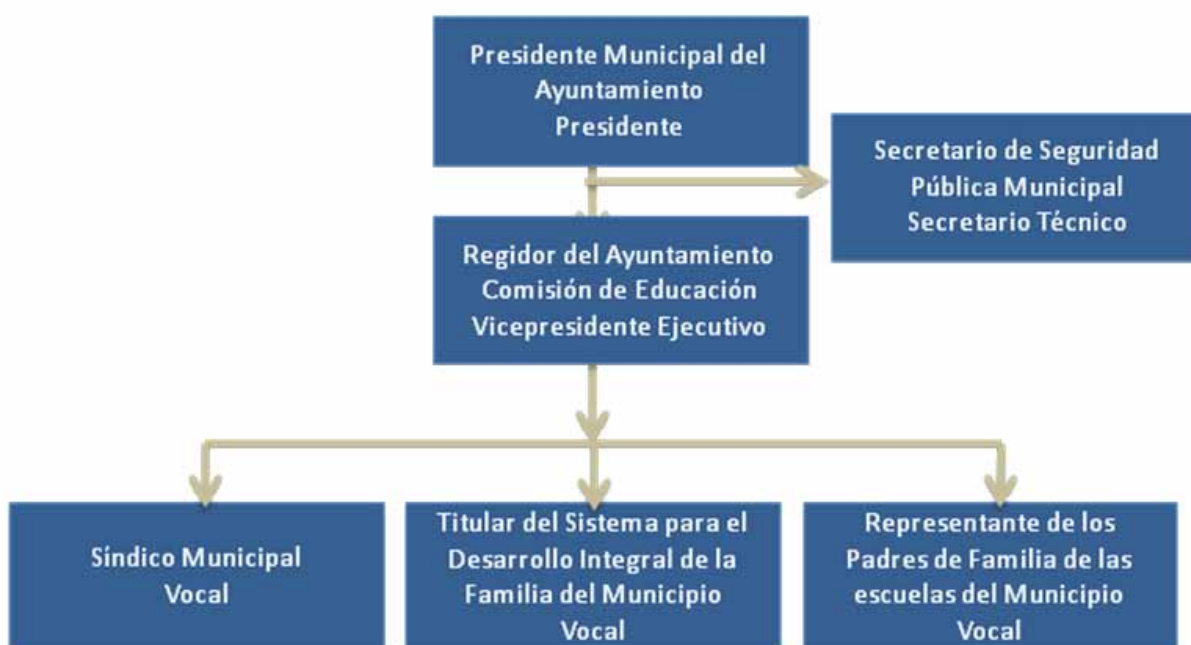 Presidente Municipal del
Ayuntamiento
Presidente
Secretario de Seguridad
Pública Municipal
Secretario Técnico
Regidor del Ayuntamiento
Comisión de Educación
Vicepresidente Ejecutivo
Síndico Municipal
Vocal
Titular del Sistema para el
Desarrollo Integral de la
Familia del Municipio
Vocal
Representante de los
Padres de Familia de las
escuelas del Municipio
Vocal